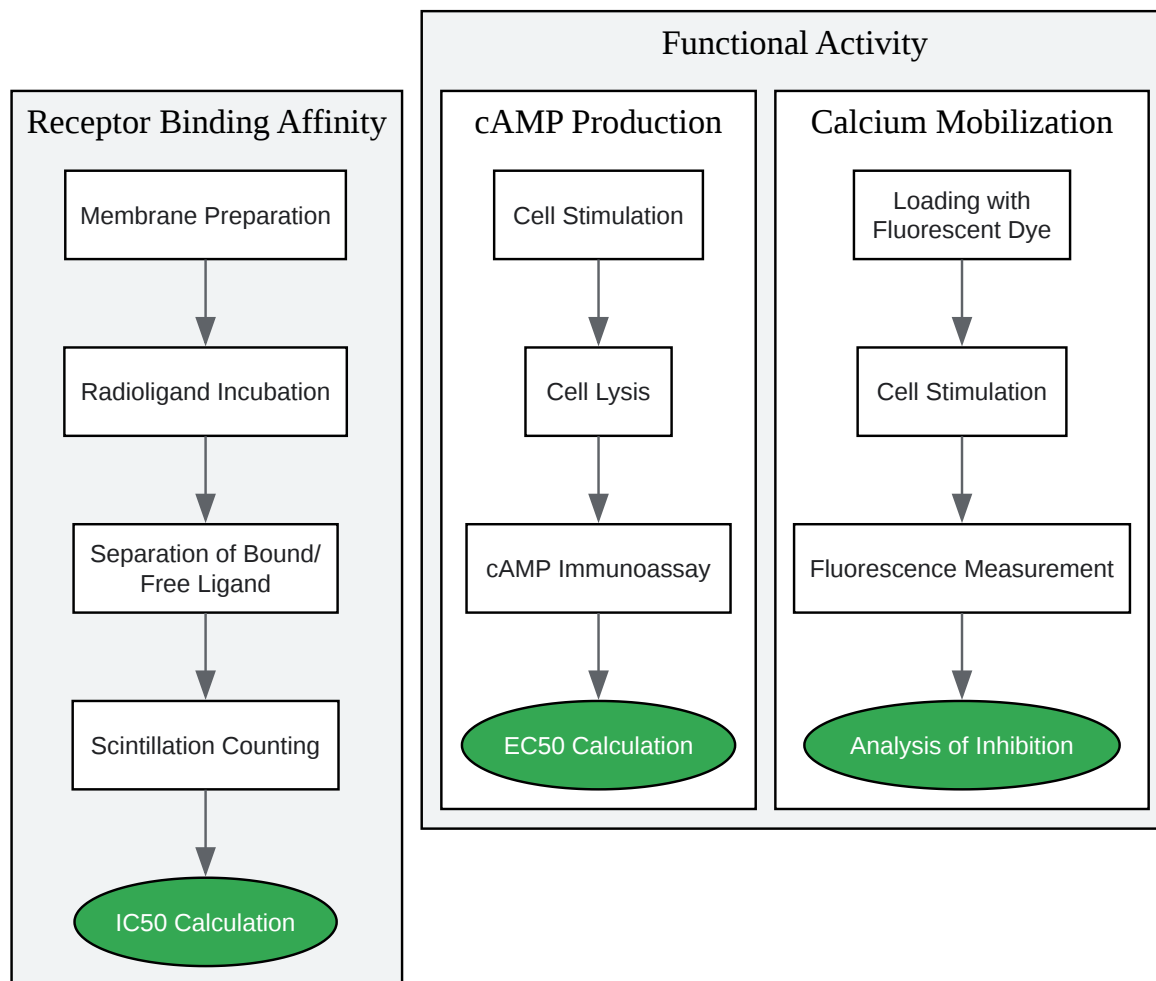 Functional Activity
Receptor Binding Affinity
Membrane Preparation
Radioligand Incubation
Separation of Bound/
Free Ligand
Scintillation Counting
IC50 Calculation
cAMP Production
Cell Stimulation
Cell Lysis
cAMP Immunoassay
EC50 Calculation
Calcium Mobilization
Loading with
Fluorescent Dye
Cell Stimulation
Fluorescence Measurement
Analysis of Inhibition